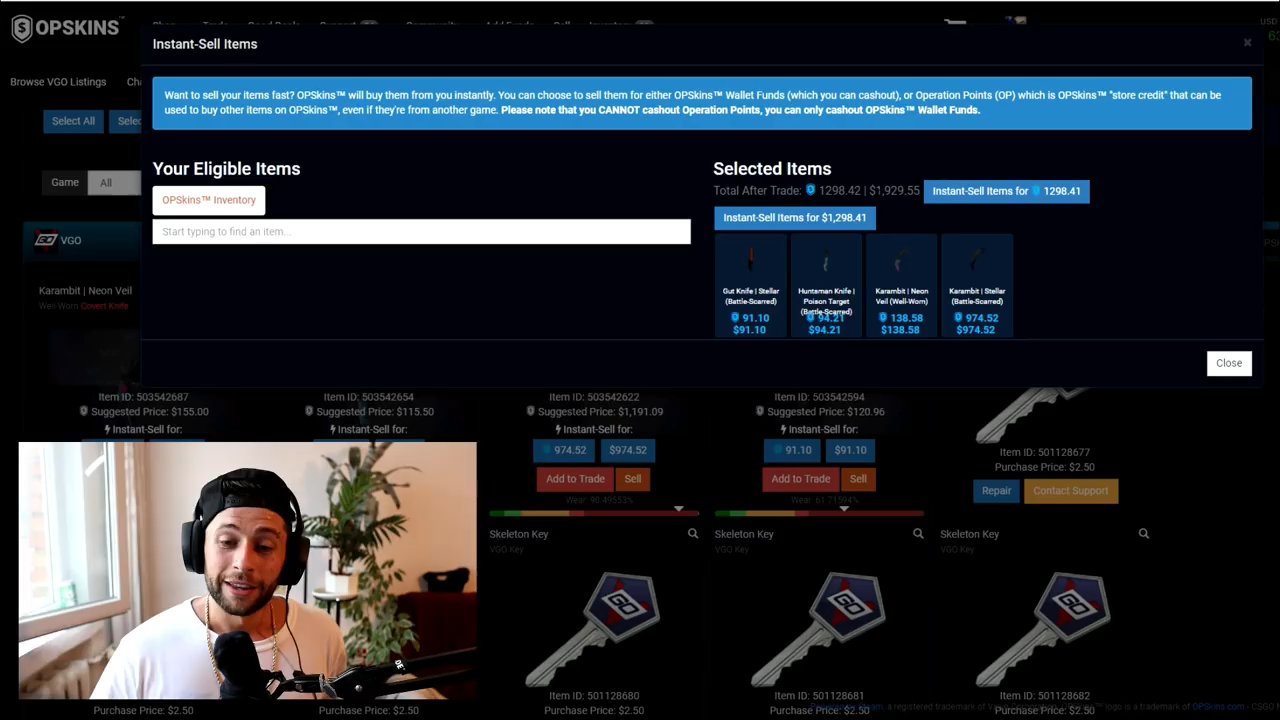 OPSKINS™
Instant-Sell Items
×
Browse VGO Listings
Want to sell your items fast? OPSkins™ will buy them from you instantly. You can choose to sell them for either OPSkins™ Wallet Funds (which you can cashout), or Operation Points (OP) which is OPSkins™ "store credit" that can be
used to buy other items on OPSkins™, even if they're from another game. Please note that you CANNOT cashout Operation Points, you can only cashout OPSkins™ Wallet Funds.
Select All
Your Eligible Items
Selected Items
Game
All
OPSkins™ Inventory
Total After Trade: 1298.42 | $1,929.55
Instant-Sell Items for 1298.41
Instant-Sell Items for $1,298.41
Start typing to find an item...
VGO
Karambit | Neon Veil
Well-Worn Covert Knife
Gut Knife | Stellar
(Battle-Scarred)
91.10
$91.10
Huntsman Knife |
Poison Target
(Battle-Scarred)
94.21
$94.21
Karambit | Neon
Veil (Well-Worn)
138.58
$138.58
Karambit | Stellar
(Battle-Scarred)
974.52
$974.52
Close
Item ID: 503542687
Suggested Price: $155.00
Instant-Sell for:
Item ID: 503542654
Suggested Price: $115.50
Instant-Sell for:
Item ID: 503542622
Suggested Price: $1,191.09
Instant-Sell for:
974.52 $974.52
Add to Trade Sell
Wear: 90.49553%
Item ID: 503542594
Suggested Price: $120.96
Instant-Sell for:
91.10 $91.10
Add to Trade Sell
Wear: 61.71594%
Item ID: 501128677
Purchase Price: $2.50
Repair Contact Support
Skeleton Key
VGO Key
Skeleton Key
VGO Key
Skeleton Key
VGO Key
GO
GO
GO
Item ID: 501128680
Item ID: 501128681
Item ID: 501128682
Purchase Price: $2.50
Purchase Price: $2.50
Purchase Price: $2.50
Purchase Price: $2.50
Purchase Price: $2.50